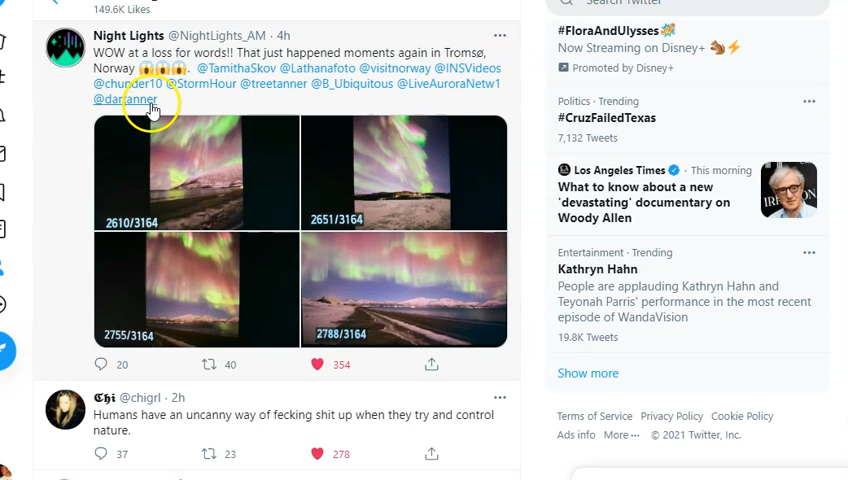 149.6K Likes
Night Lights @NightLights_AM · 4h
WOW at a loss for words!! That just happened moments again in Tromsø,
Norway 😱😱😱. @TamithaSkov @Lathanafoto @visitnorway @INSVideos
@chunder10 @StormHour @treetanner @B_Ubiquitous @LiveAuroraNetw1
2610/3164
2651/3164
2755/3164
2788/3164
20 40 354
𝕮𝖍𝖎 @chigrl · 2h
Humans have an uncanny way of fecking shit up when they try and control
nature.
37 23 278
Search Twitter
#FloraAndUlysses
Now Streaming on Disney+ 🐿️⚡
Promoted by Disney+
Politics · Trending
#CruzFailedTexas
7,132 Tweets
Los Angeles Times · This morning
What to know about a new
'devastating' documentary on
Woody Allen
Entertainment · Trending
Kathryn Hahn
People are applauding Kathryn Hahn and
Teyonah Parris' performance in the most recent
episode of WandaVision
19.8K Tweets
Show more
Terms of Service Privacy Policy Cookie Policy
Ads info More ··· © 2021 Twitter, Inc.